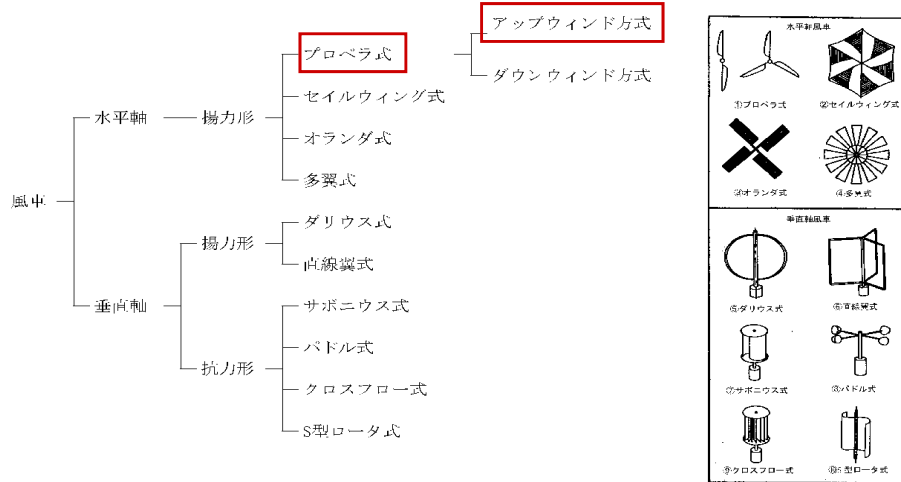 アップウィンド方式
プロペラ式
ダウンウィンド方式
セイルウィング式
水平軸
揚力形
オランダ式
多翼式
風車
ダリウス式
揚力形
直線翼式
垂直軸
サボニウス式
パドル式
抗力形
クロスフロー式
S型ロータ式
水平軸風車
①プロペラ式
②セイルウィング式
③オランダ式
④多翼式
垂直軸風車
⑤ダリウス式
⑥直線翼式
⑦サボニウス式
⑧パドル式
⑨クロスフロー式
⑩S型ロータ式